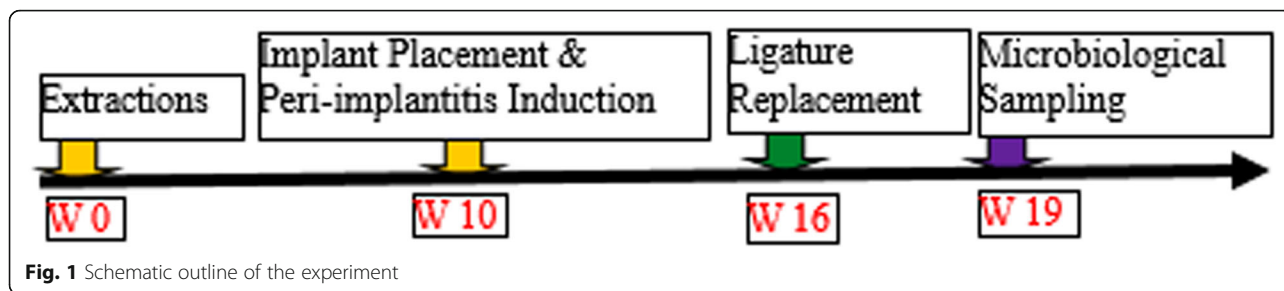 Extractions
Implant Placement &
Peri-implantitis Induction
Ligature
Replacement
Microbiological
Sampling
W 0
W 10
W 16
W 19
Fig. 1 Schematic outline of the experiment